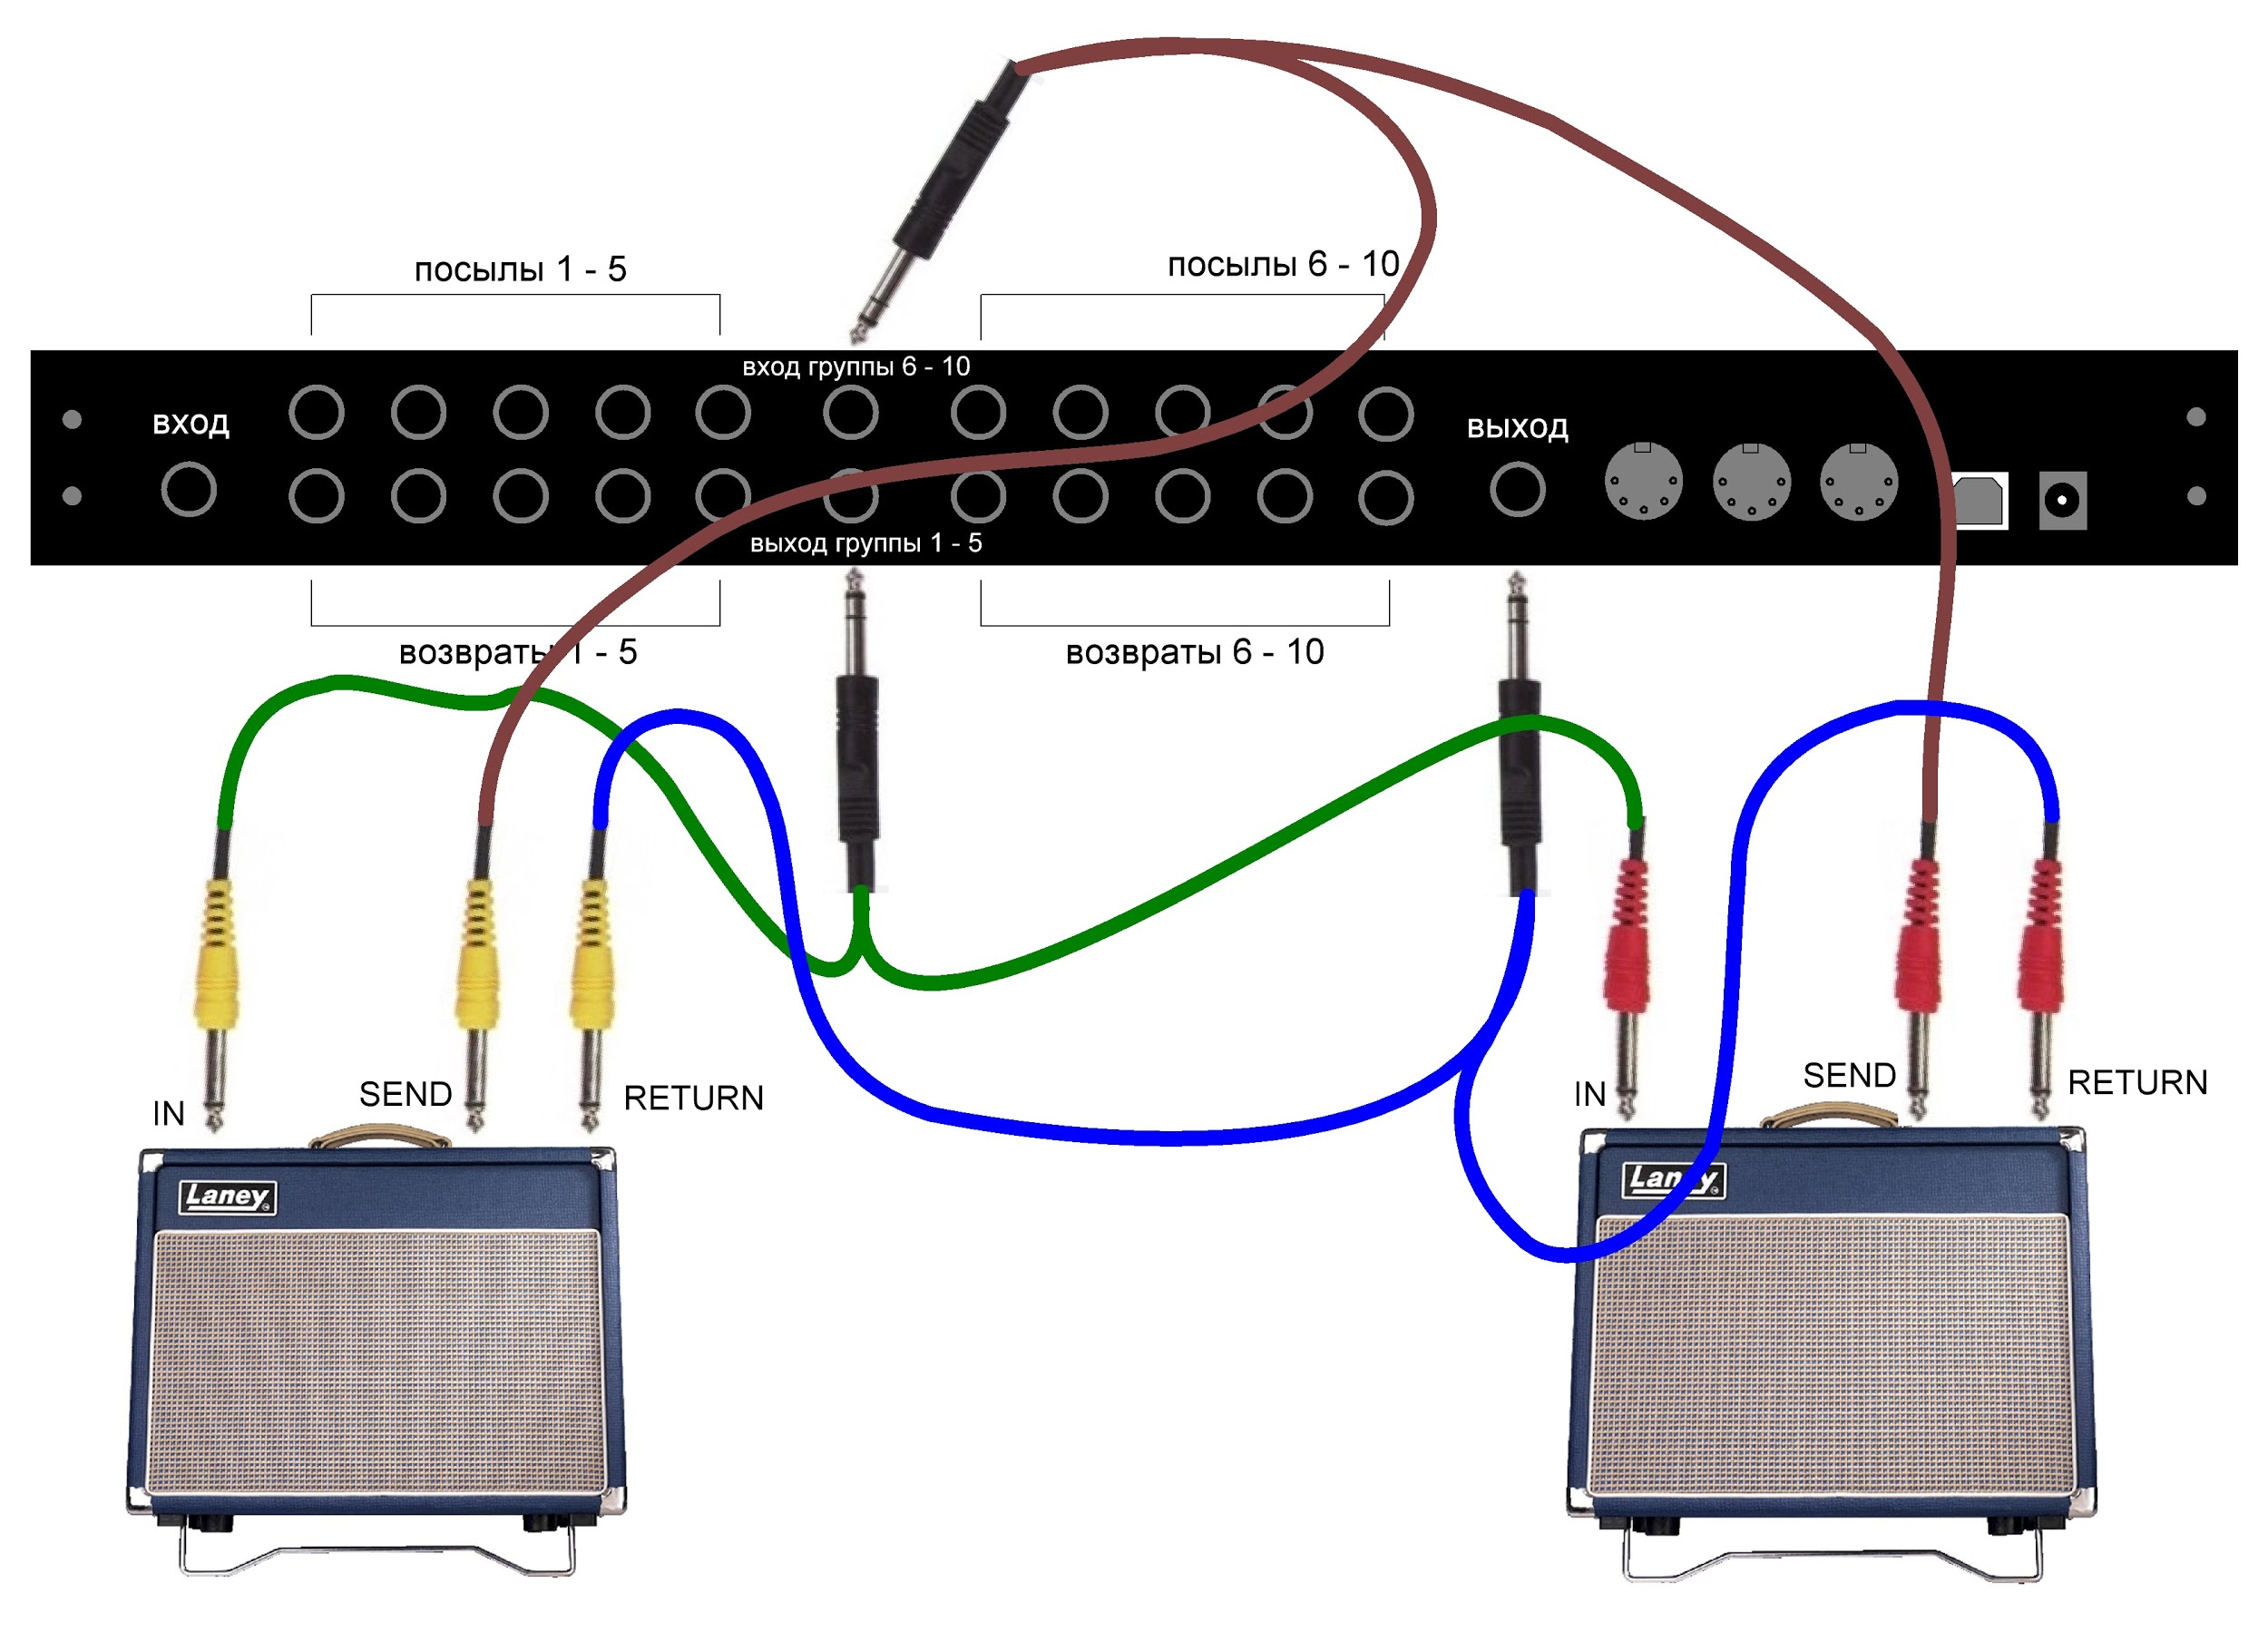 посылы 1 - 5
посылы 6 - 10
вход группы 6 - 10
вход
выход
выход группы 1 - 5
возвраты 1 - 5
возвраты 6 - 10
IN
SEND
RETURN
IN
SEND
RETURN
Laney
Laney